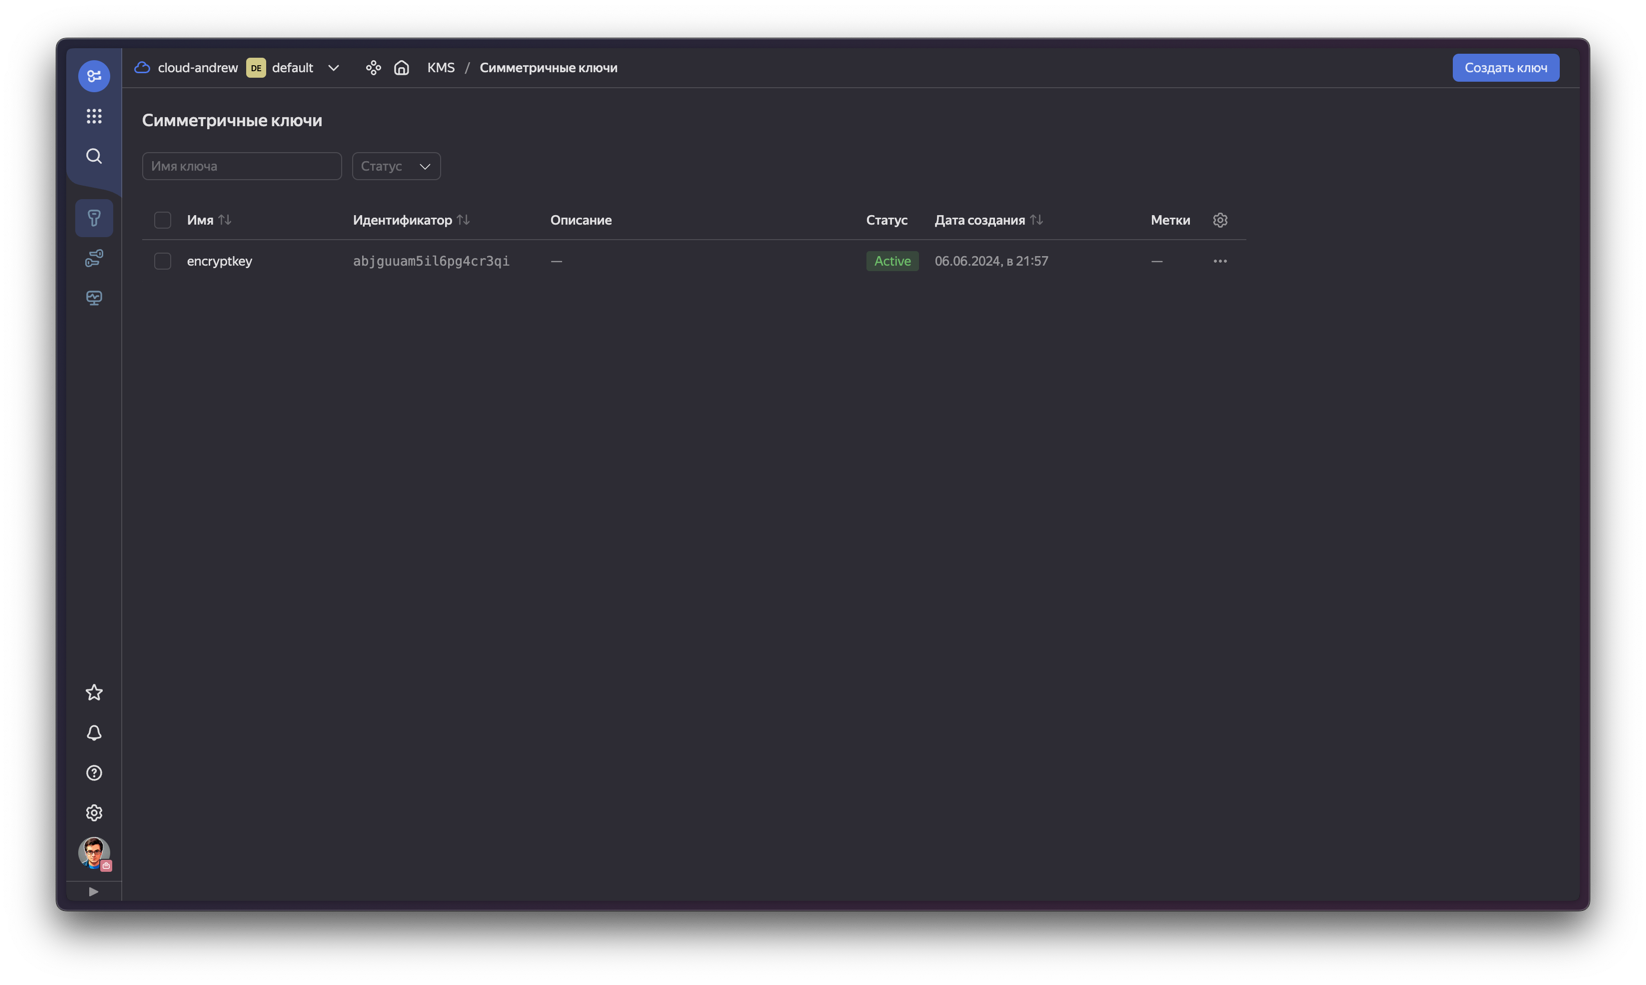 cloud-andrew DE default KMS / Симметричные ключи Создать ключ
Симметричные ключи
Имя ключа Статус
Имя Идентификатор Описание Статус Дата создания Метки
encryptkey abjguuam5il6pg4cr3qi — Active 06.06.2024, в 21:57 —